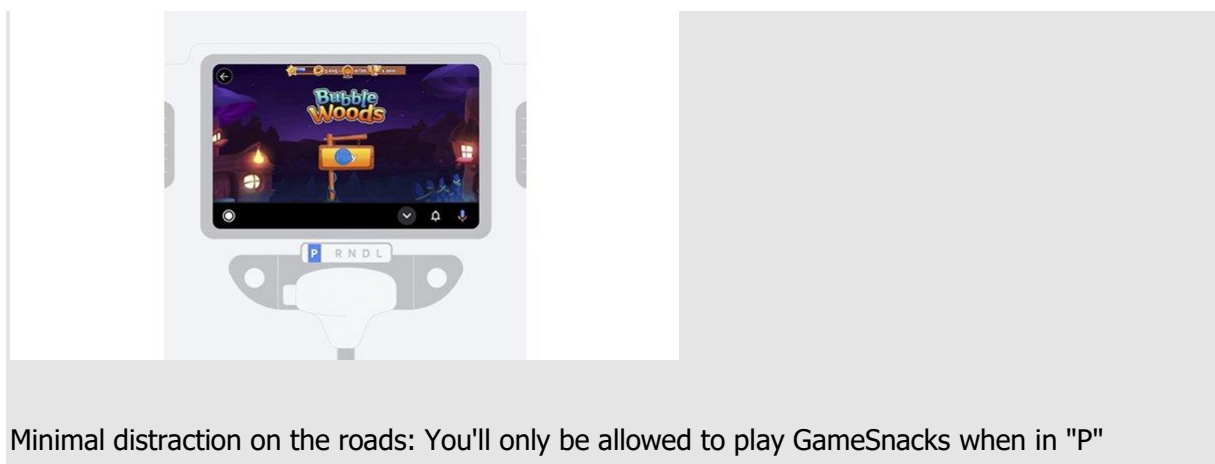 Bubble
Woods
P R N D L
Minimal distraction on the roads: You'll only be allowed to play GameSnacks when in "P"